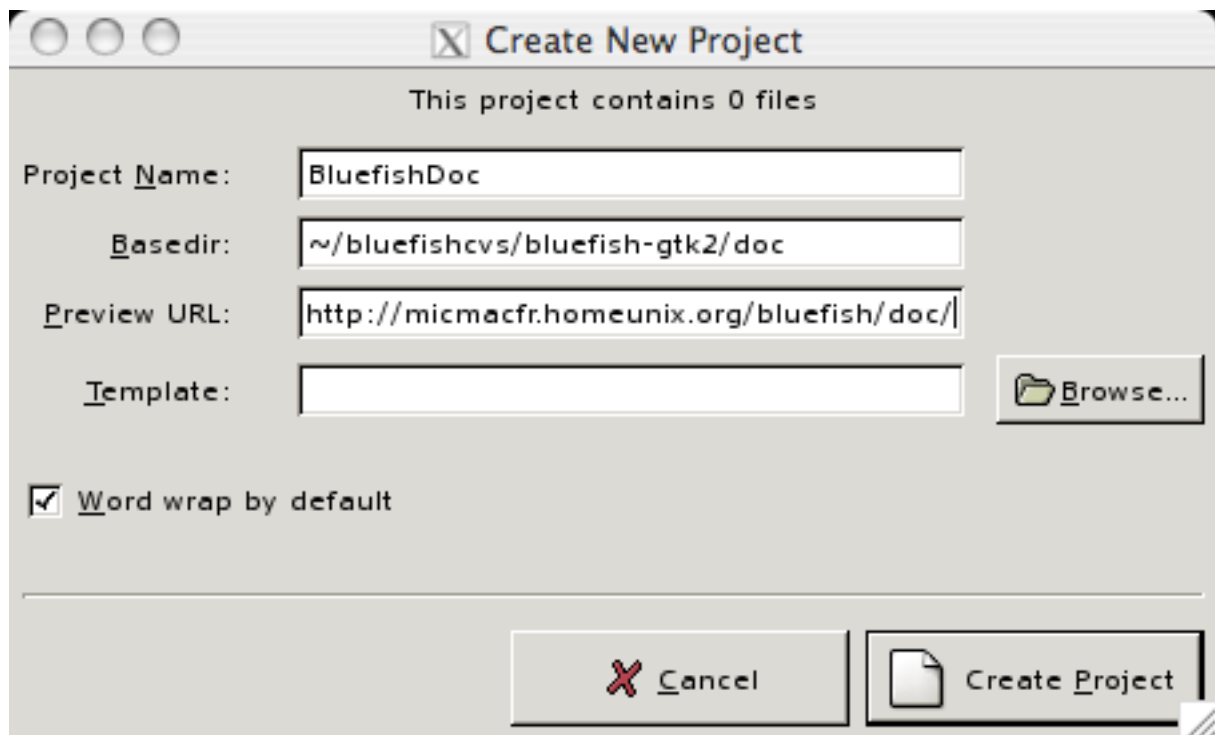 Create New Project
This project contains 0 files
Project Name: BluefishDoc
Basedir: ~/bluefishcvs/bluefish-gtk2/doc
Preview URL: http://micmacfr.homeunix.org/bluefish/doc/
Template: Browse...
Word wrap by default
Cancel Create Project